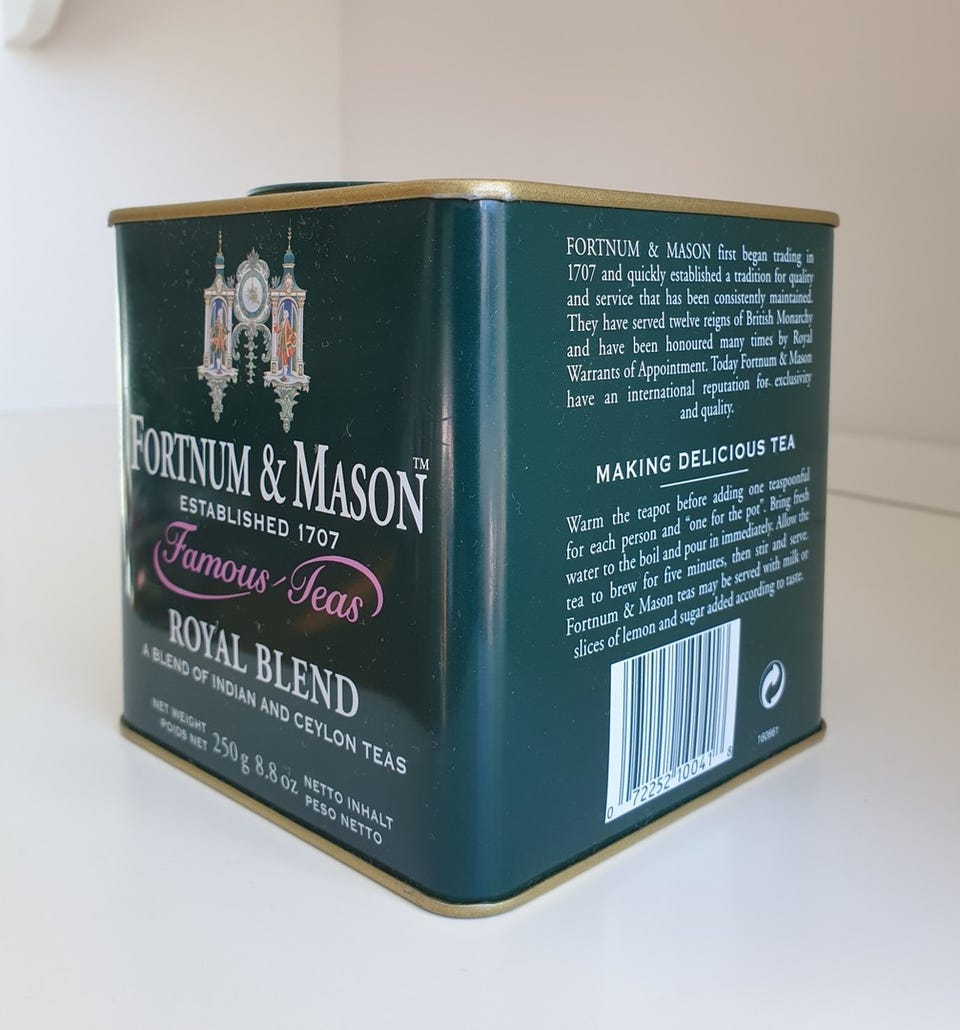 FORTNUM & MASON™
ESTABLISHED 1707
Famous Teas
ROYAL BLEND
A BLEND OF INDIAN AND CEYLON TEAS
NET WEIGHT
POIDS NET
250g 8.8oz
NETTO INHALT
PESO NETTO
FORTNUM & MASON first began trading in
1707 and quickly established a tradition for quality
and service that has been consistently maintained.
They have served twelve reigns of British Monarchy
and have been honoured many times by Royal
Warrants of Appointment. Today Fortnum & Mason
have an international reputation for exclusivity
and quality.
MAKING DELICIOUS TEA
Warm the teapot before adding one teaspoonful
for each person and “one for the pot”. Bring fresh
water to the boil and pour in immediately. Allow the
tea to brew for five minutes, then stir and serve.
Fortnum & Mason teas may be served with milk or
slices of lemon and sugar added according to taste.
0 72252 10041 8
160661